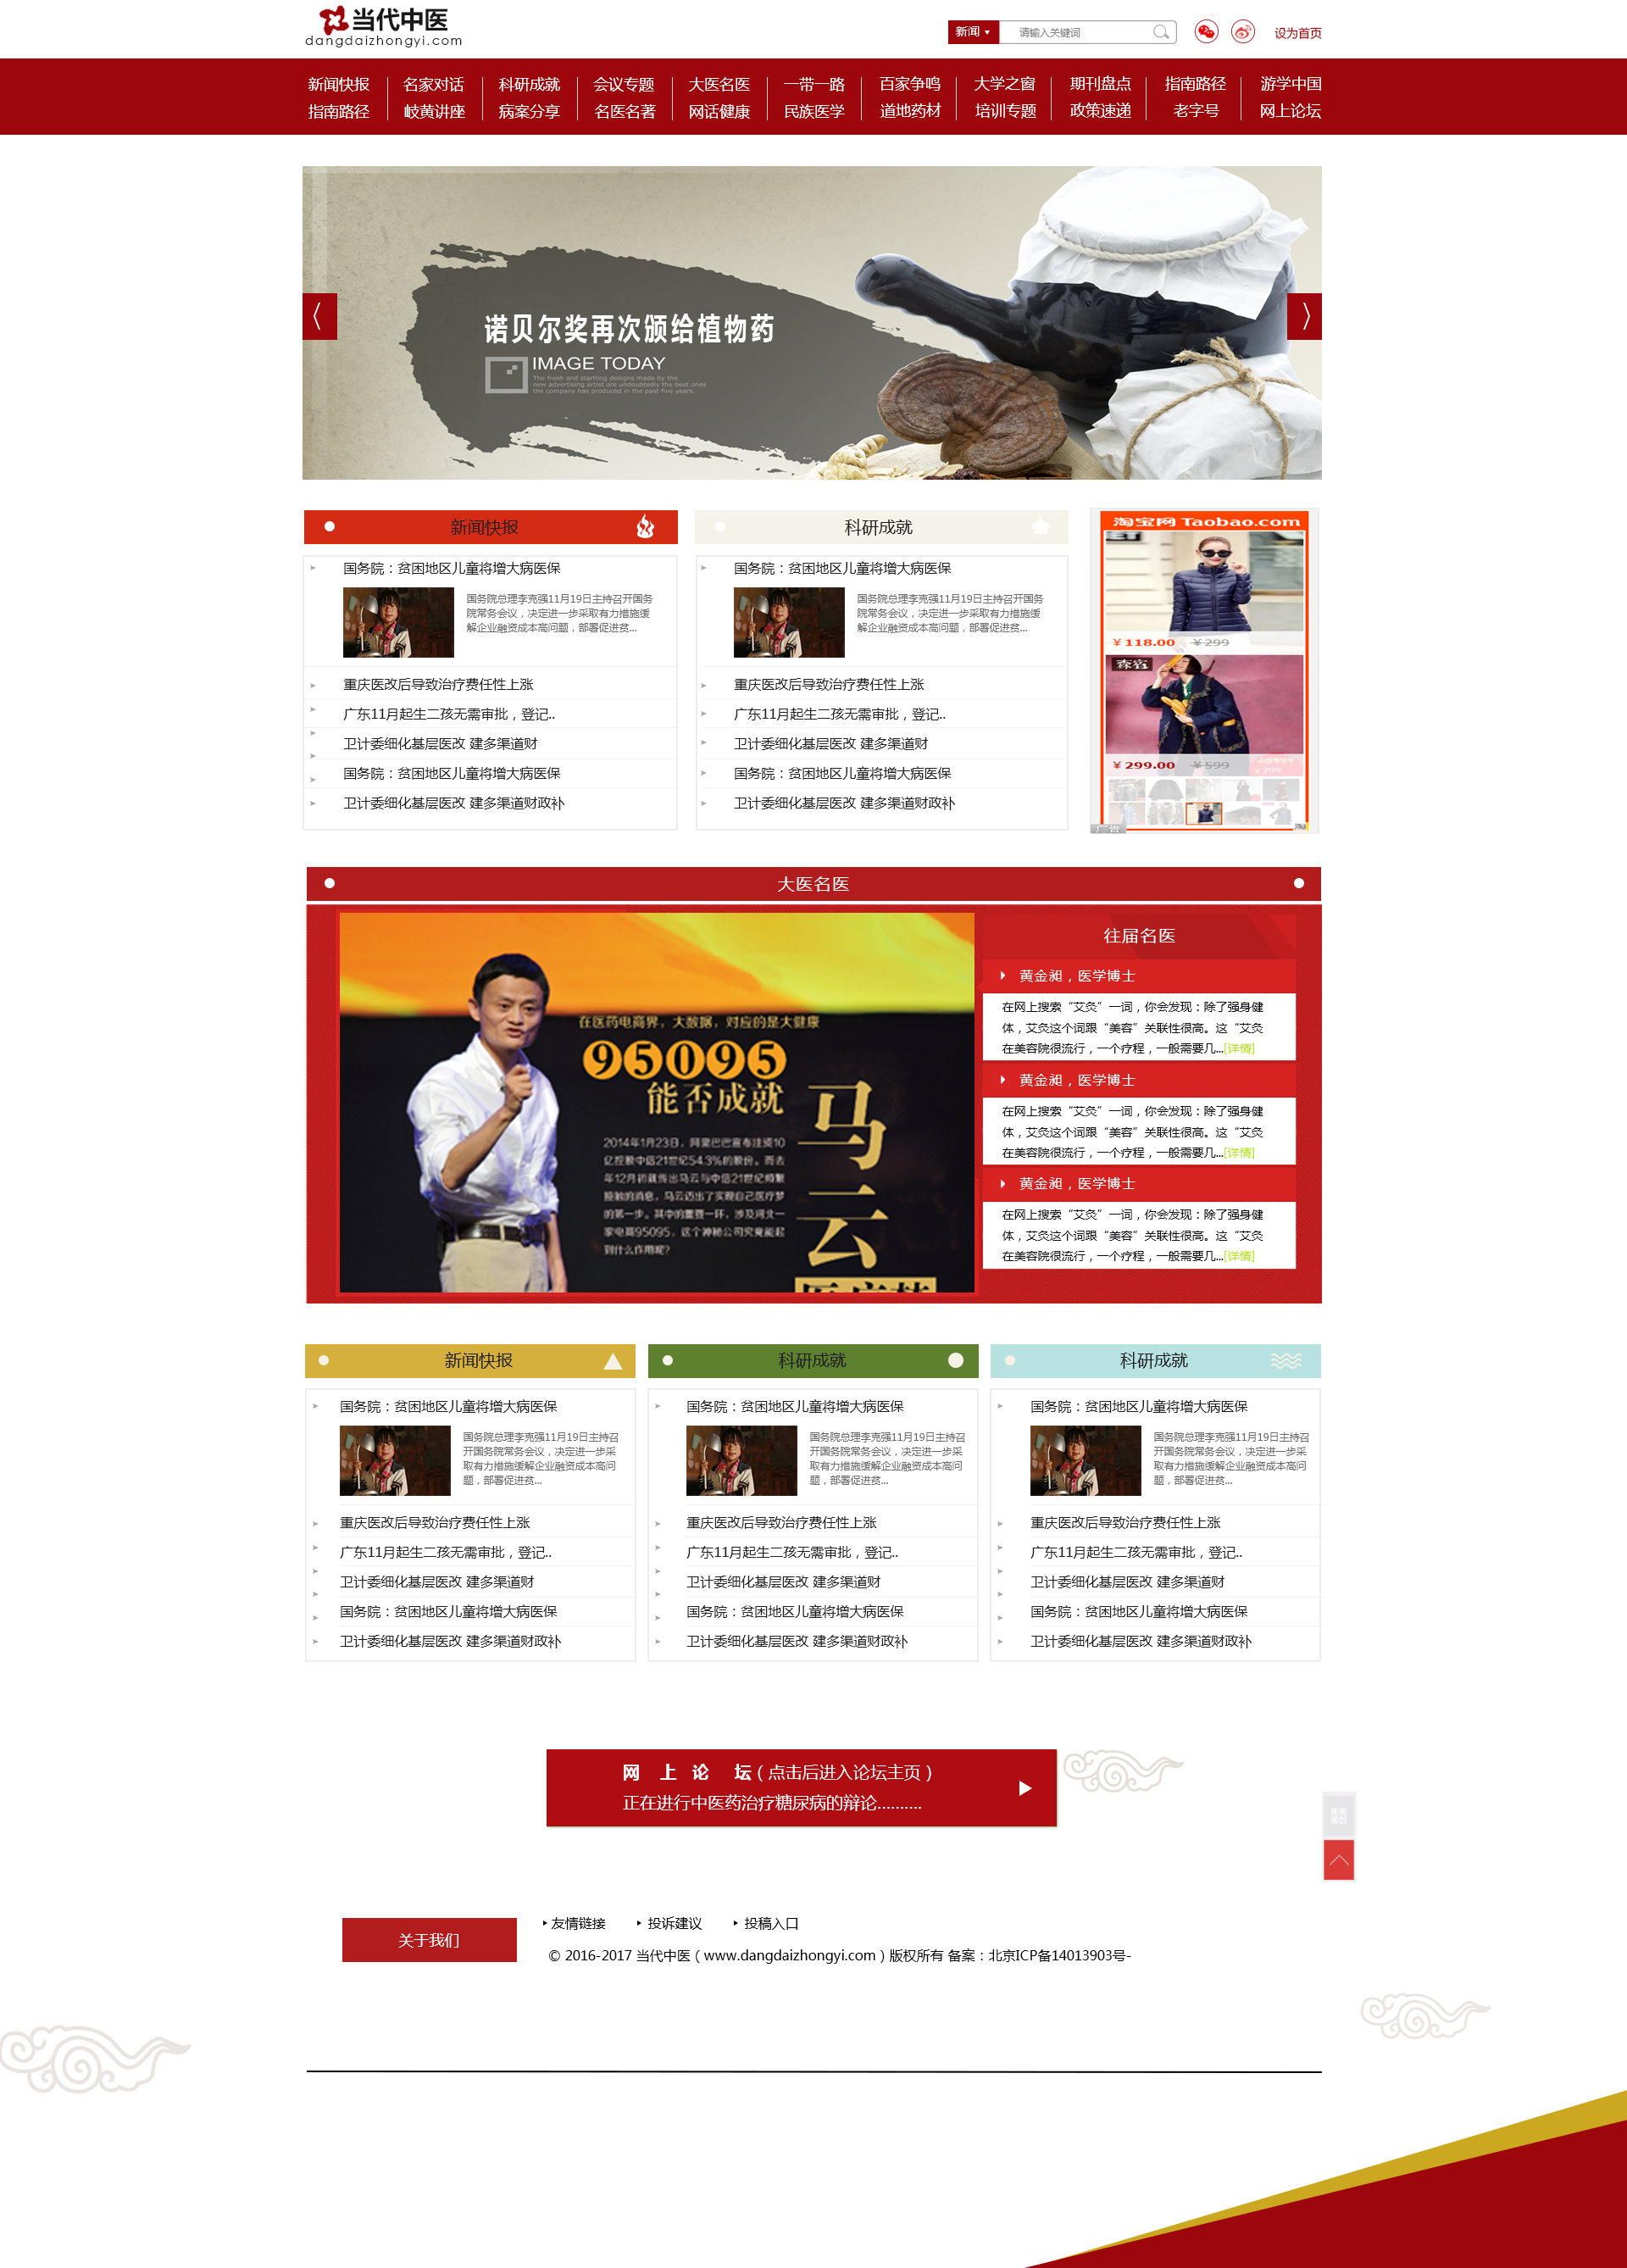 当代中医
dangdaizhongyi.com
新闻
请输入关键词
设为首页
新闻快报 名家对话 科研成就 会议专题 大医名医 一带一路 百家争鸣 大学之窗 期刊盘点 指南路径 游学中国
指南路径 岐黄讲座 病案分享 名医名著 网话健康 民族医学 道地药材 培训专题 政策速递 老字号 网上论坛
诺贝尔奖再次颁给植物药
IMAGE TODAY
The fresh and startling designs made by the
new advertising artist are undoubtedly the best ones
the company has produced in the past five years.
新闻快报
国务院：贫困地区儿童将增大病医保
国务院总理李克强11月19日主持召开国务
院常务会议，决定进一步采取有力措施缓
解企业融资成本高问题，部署促进贫...
重庆医改后导致治疗费任性上涨
广东11月起生二孩无需审批，登记..
卫计委细化基层医改 建多渠道财
国务院：贫困地区儿童将增大病医保
卫计委细化基层医改 建多渠道财政补
科研成就
国务院：贫困地区儿童将增大病医保
国务院总理李克强11月19日主持召开国务
院常务会议，决定进一步采取有力措施缓
解企业融资成本高问题，部署促进贫...
重庆医改后导致治疗费任性上涨
广东11月起生二孩无需审批，登记..
卫计委细化基层医改 建多渠道财
国务院：贫困地区儿童将增大病医保
卫计委细化基层医改 建多渠道财政补
淘宝网 Taobao.com
¥ 118.00 ¥ 299
森宿
¥ 299.00 ¥ 599
¥ 299
广告
大医名医
在医药电商界，大数据，对应的是大健康
95095
能否成就
马云
2014年1月23日，阿里巴巴宣布注资10
亿控股中信21世纪54.3%的股份。而去
年12月初就传出马云与中信21世纪频繁
接触的消息，马云迈出了实现自己医疗梦
的第一步。其中的重要一环，涉及河北一
家电商95095，这个神秘公司究竟能起
到什么作用呢？
往届名医
黄金昶，医学博士
在网上搜索“艾灸”一词，你会发现：除了强身健
体，艾灸这个词跟“美容”关联性很高。这“艾灸
在美容院很流行，一个疗程，一般需要几...[详情]
黄金昶，医学博士
在网上搜索“艾灸”一词，你会发现：除了强身健
体，艾灸这个词跟“美容”关联性很高。这“艾灸
在美容院很流行，一个疗程，一般需要几...[详情]
黄金昶，医学博士
在网上搜索“艾灸”一词，你会发现：除了强身健
体，艾灸这个词跟“美容”关联性很高。这“艾灸
在美容院很流行，一个疗程，一般需要几...[详情]
新闻快报
国务院：贫困地区儿童将增大病医保
国务院总理李克强11月19日主持召
开国务院常务会议，决定进一步采
取有力措施缓解企业融资成本高问
题，部署促进贫...
重庆医改后导致治疗费任性上涨
广东11月起生二孩无需审批，登记..
卫计委细化基层医改 建多渠道财
国务院：贫困地区儿童将增大病医保
卫计委细化基层医改 建多渠道财政补
科研成就
国务院：贫困地区儿童将增大病医保
国务院总理李克强11月19日主持召
开国务院常务会议，决定进一步采
取有力措施缓解企业融资成本高问
题，部署促进贫...
重庆医改后导致治疗费任性上涨
广东11月起生二孩无需审批，登记..
卫计委细化基层医改 建多渠道财
国务院：贫困地区儿童将增大病医保
卫计委细化基层医改 建多渠道财政补
科研成就
国务院：贫困地区儿童将增大病医保
国务院总理李克强11月19日主持召
开国务院常务会议，决定进一步采
取有力措施缓解企业融资成本高问
题，部署促进贫...
重庆医改后导致治疗费任性上涨
广东11月起生二孩无需审批，登记..
卫计委细化基层医改 建多渠道财
国务院：贫困地区儿童将增大病医保
卫计委细化基层医改 建多渠道财政补
网 上 论 坛（点击后进入论坛主页）
正在进行中医药治疗糖尿病的辩论..........
关于我们
友情链接 投诉建议 投稿入口
© 2016-2017 当代中医（www.dangdaizhongyi.com）版权所有 备案：北京ICP备14013903号-